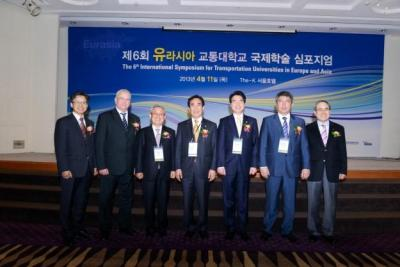 Eurasia
제6회 유라시아 교통대학교 국제학술 심포지엄
The 6th International Symposium for Transportation Universities in Europe and Asia
2013년 4월 11일 (목) The-K 서울호텔